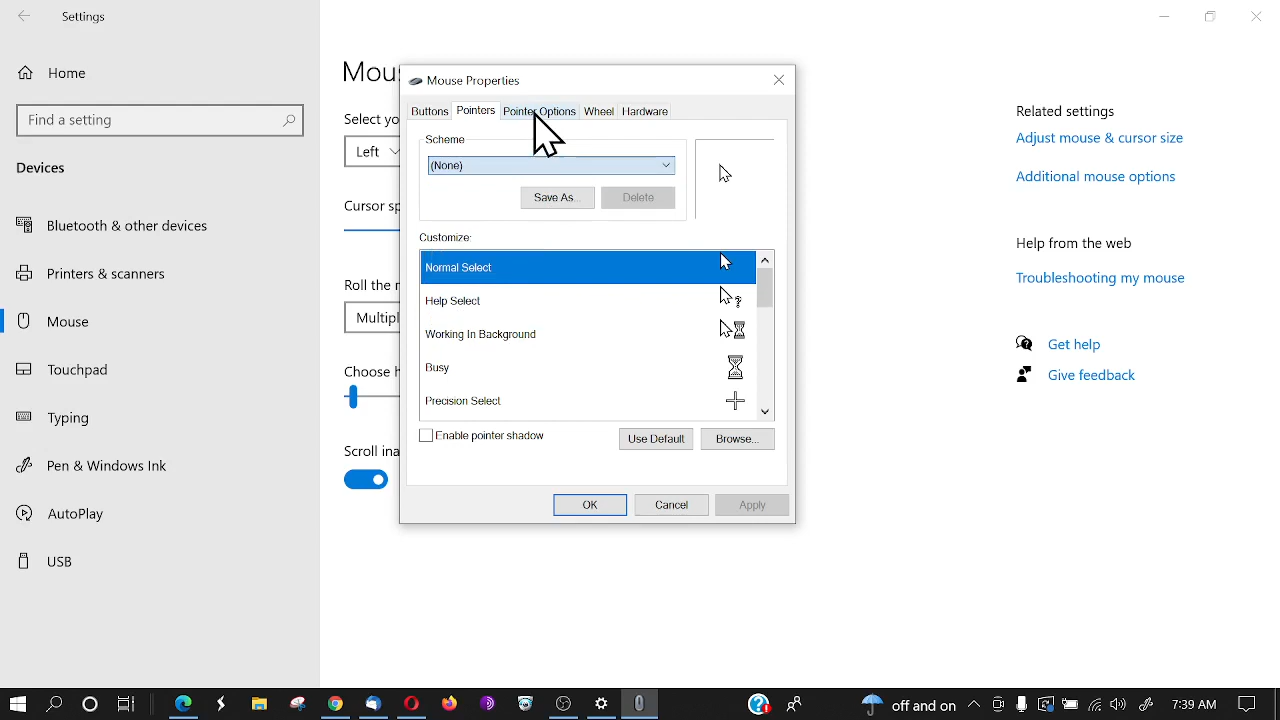 Settings
Home
Find a setting
Devices
Bluetooth & other devices
Printers & scanners
Mouse
Touchpad
Typing
Pen & Windows Ink
AutoPlay
USB
Mou
Select yo
Left
Cursor sp
Roll the m
Multipl
Choose h
Scroll ina
Mouse Properties
Buttons Pointers Pointer Options Wheel Hardware
Scheme
(None)
Save As... Delete
Customize:
Normal Select
Help Select
Working In Background
Busy
Precision Select
Enable pointer shadow
Use Default Browse...
OK Cancel Apply
Related settings
Adjust mouse & cursor size
Additional mouse options
Help from the web
Troubleshooting my mouse
Get help
Give feedback
off and on
7:39 AM